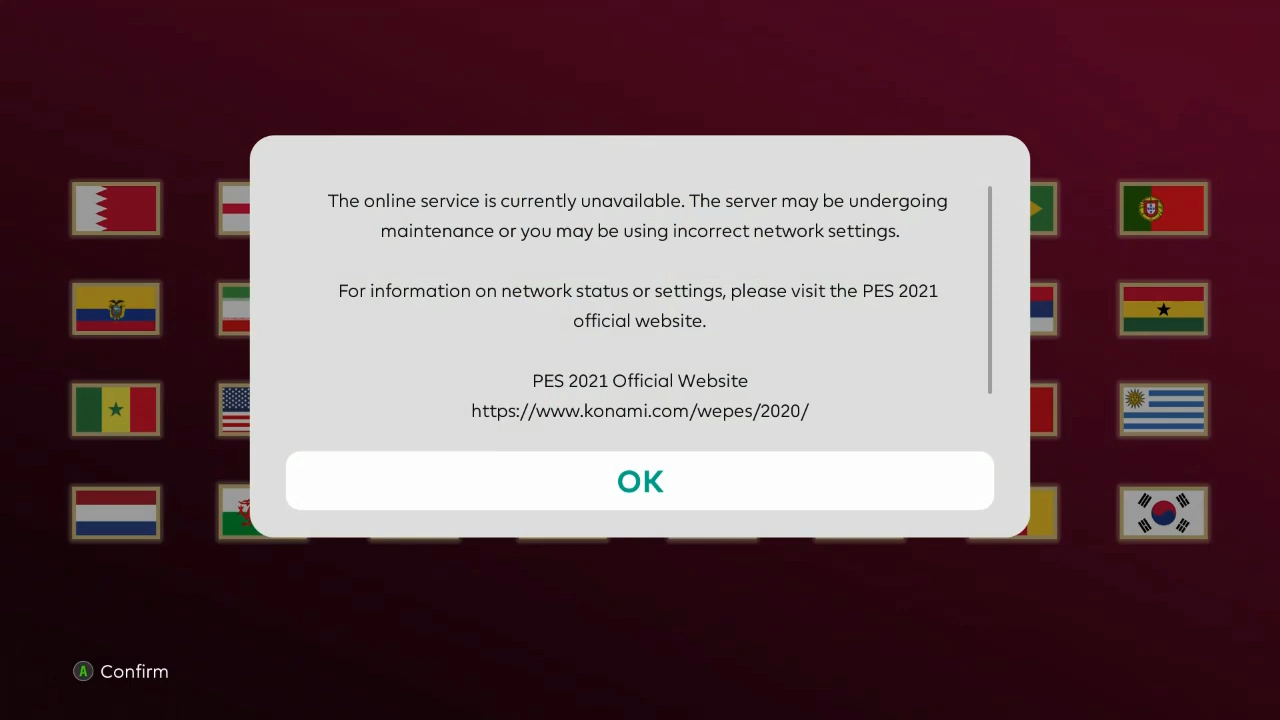 The online service is currently unavailable. The server may be undergoing
maintenance or you may be using incorrect network settings.
For information on network status or settings, please visit the PES 2021
official website.
PES 2021 Official Website
https://www.konami.com/wepes/2020/
OK
A Confirm